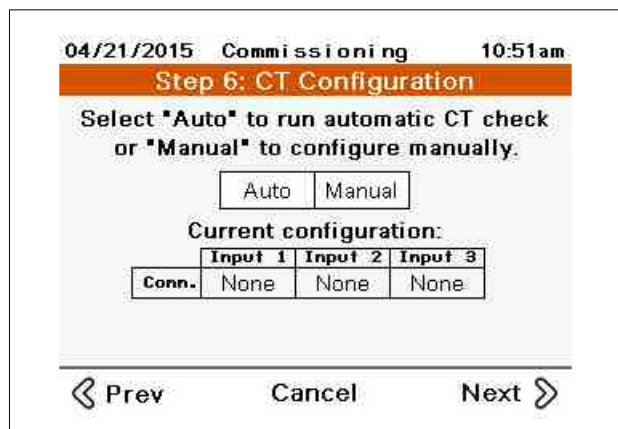 04/21/2015 Commissioning 10:51am
Step 6: CT Configuration
Select "Auto" to run automatic CT check
or "Manual" to configure manually.
Auto Manual
Current configuration:
Input 1 Input 2 Input 3
Conn. None None None
Prev Cancel Next